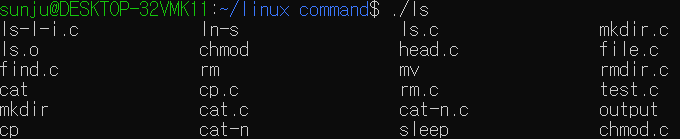 sunju@DESKTOP-32VMK11:~/linux command$ ./ls
ls-l-i.c ln-s ls.c mkdir.c
ls.o chmod head.c file.c
find.c rm mv rmdir.c
cat cp.c rm.c test.c
mkdir cat.c cat-n.c output
cp cat-n sleep chmod.c